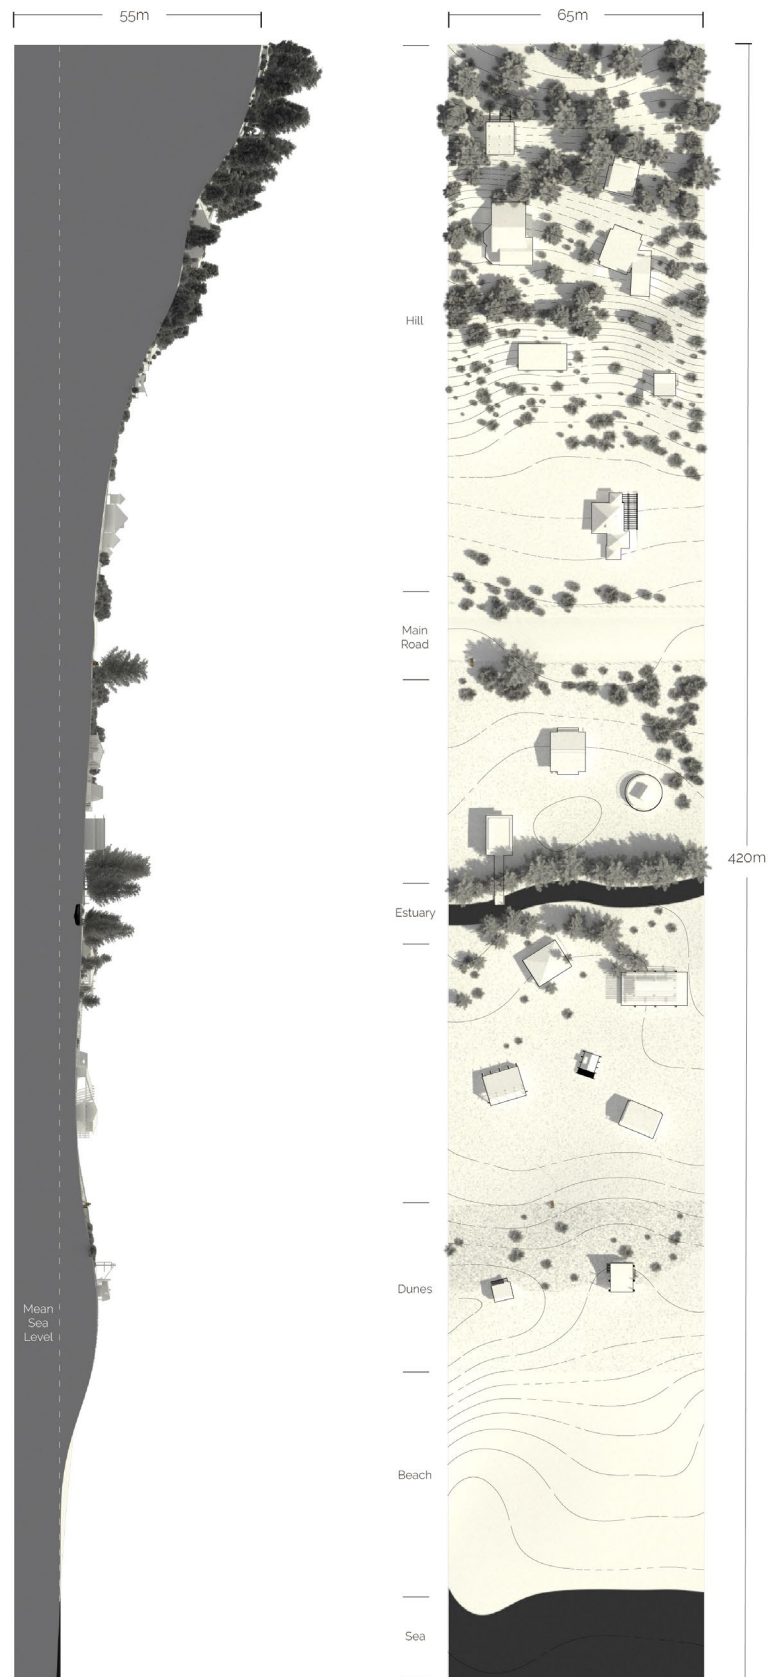 55m
65m
Hill
Main
Road
420m
Estuary
Dunes
Mean
Sea
Level
Beach
Sea